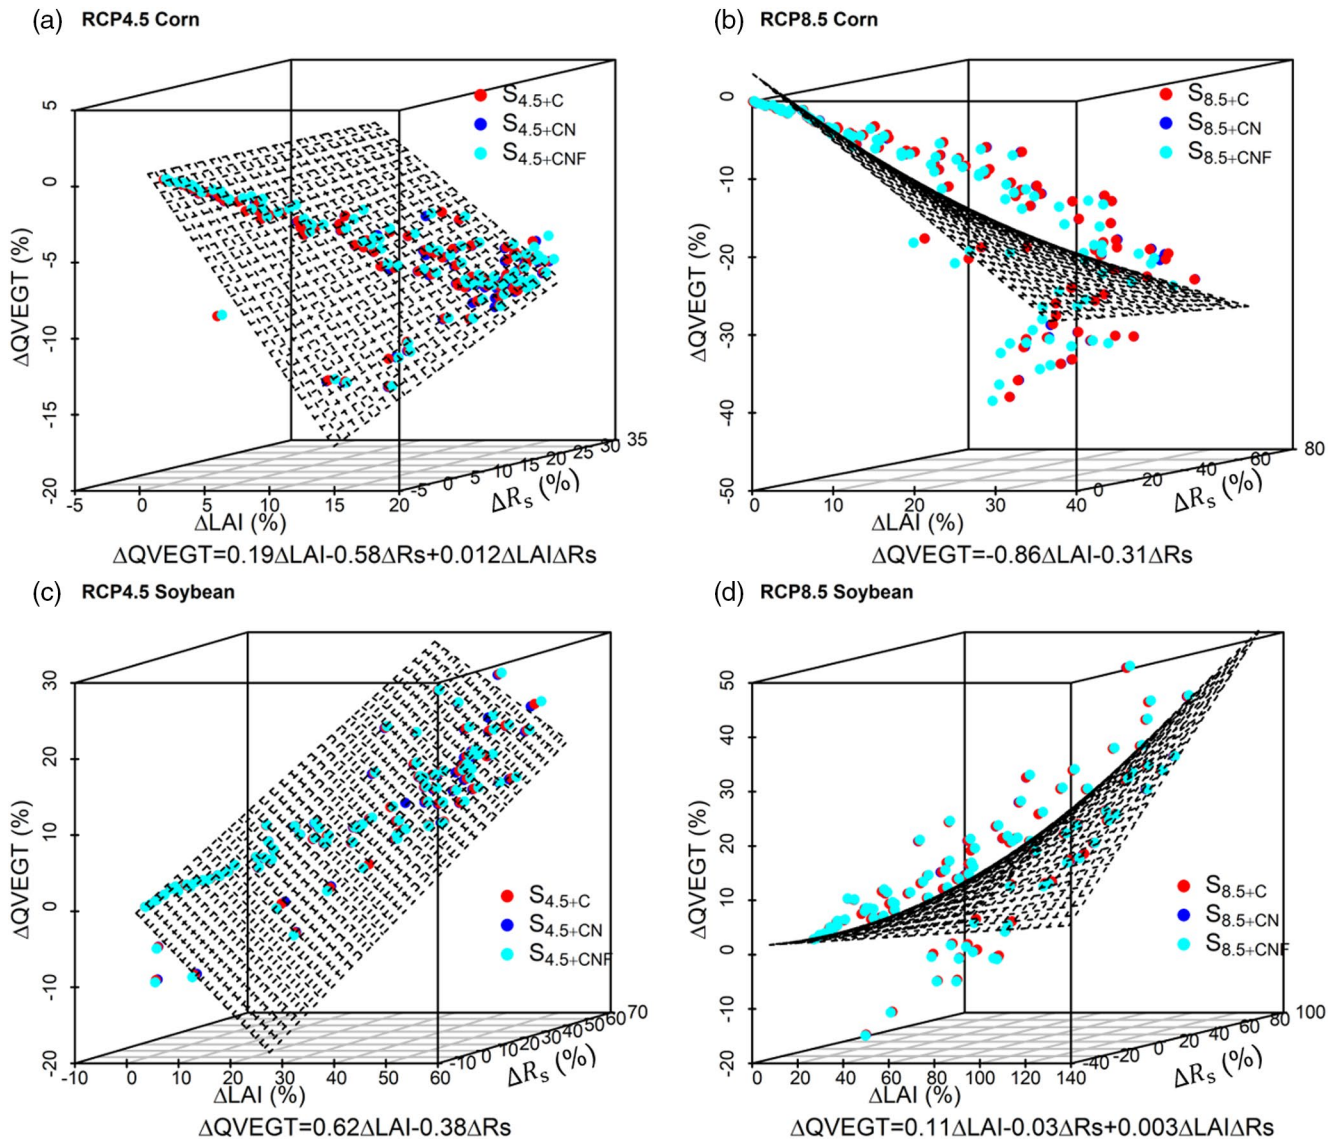 (a) RCP4.5 Corn
S4.5+C
S4.5+CN
S4.5+CNF
5
0
-5
-10
-15
-20
ΔQVEGT (%)
-5 0 5 10 15 20
ΔLAI (%)
-5 0 5 10 15 20 25 30 35
ΔRs (%)
ΔQVEGT=0.19ΔLAI-0.58ΔRs+0.012ΔLAIΔRs
(b) RCP8.5 Corn
S8.5+C
S8.5+CN
S8.5+CNF
0
-10
-20
-30
-40
-50
ΔQVEGT (%)
0 10 20 30 40
ΔLAI (%)
0 20 40 60 80
ΔRs (%)
ΔQVEGT=-0.86ΔLAI-0.31ΔRs
(c) RCP4.5 Soybean
30
20
10
0
-10
-20
ΔQVEGT (%)
S4.5+C
S4.5+CN
S4.5+CNF
-10 0 10 20 30 40 50 60
ΔLAI (%)
-10 0 10 20 30 40 50 60 70
ΔRs (%)
ΔQVEGT=0.62ΔLAI-0.38ΔRs
(d) RCP8.5 Soybean
50
40
30
20
10
0
-10
-20
ΔQVEGT (%)
S8.5+C
S8.5+CN
S8.5+CNF
0 20 40 60 80 100 120 140
ΔLAI (%)
-40 -20 0 20 40 60 80 100
ΔRs (%)
ΔQVEGT=0.11ΔLAI-0.03ΔRs+0.003ΔLAIΔRs